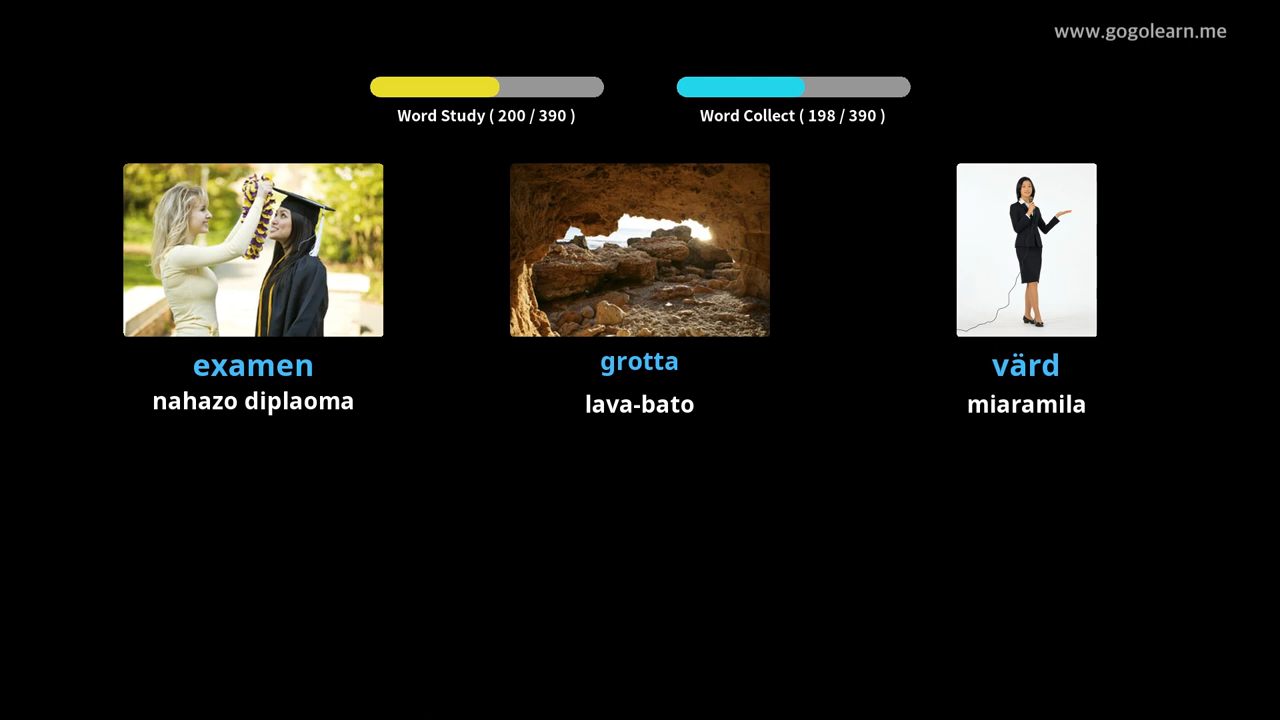 www.gogolearn.me
Word Study ( 200 / 390 )
Word Collect ( 198 / 390 )
examen
nahazo diplaoma
grotta
lava-bato
värd
miaramila